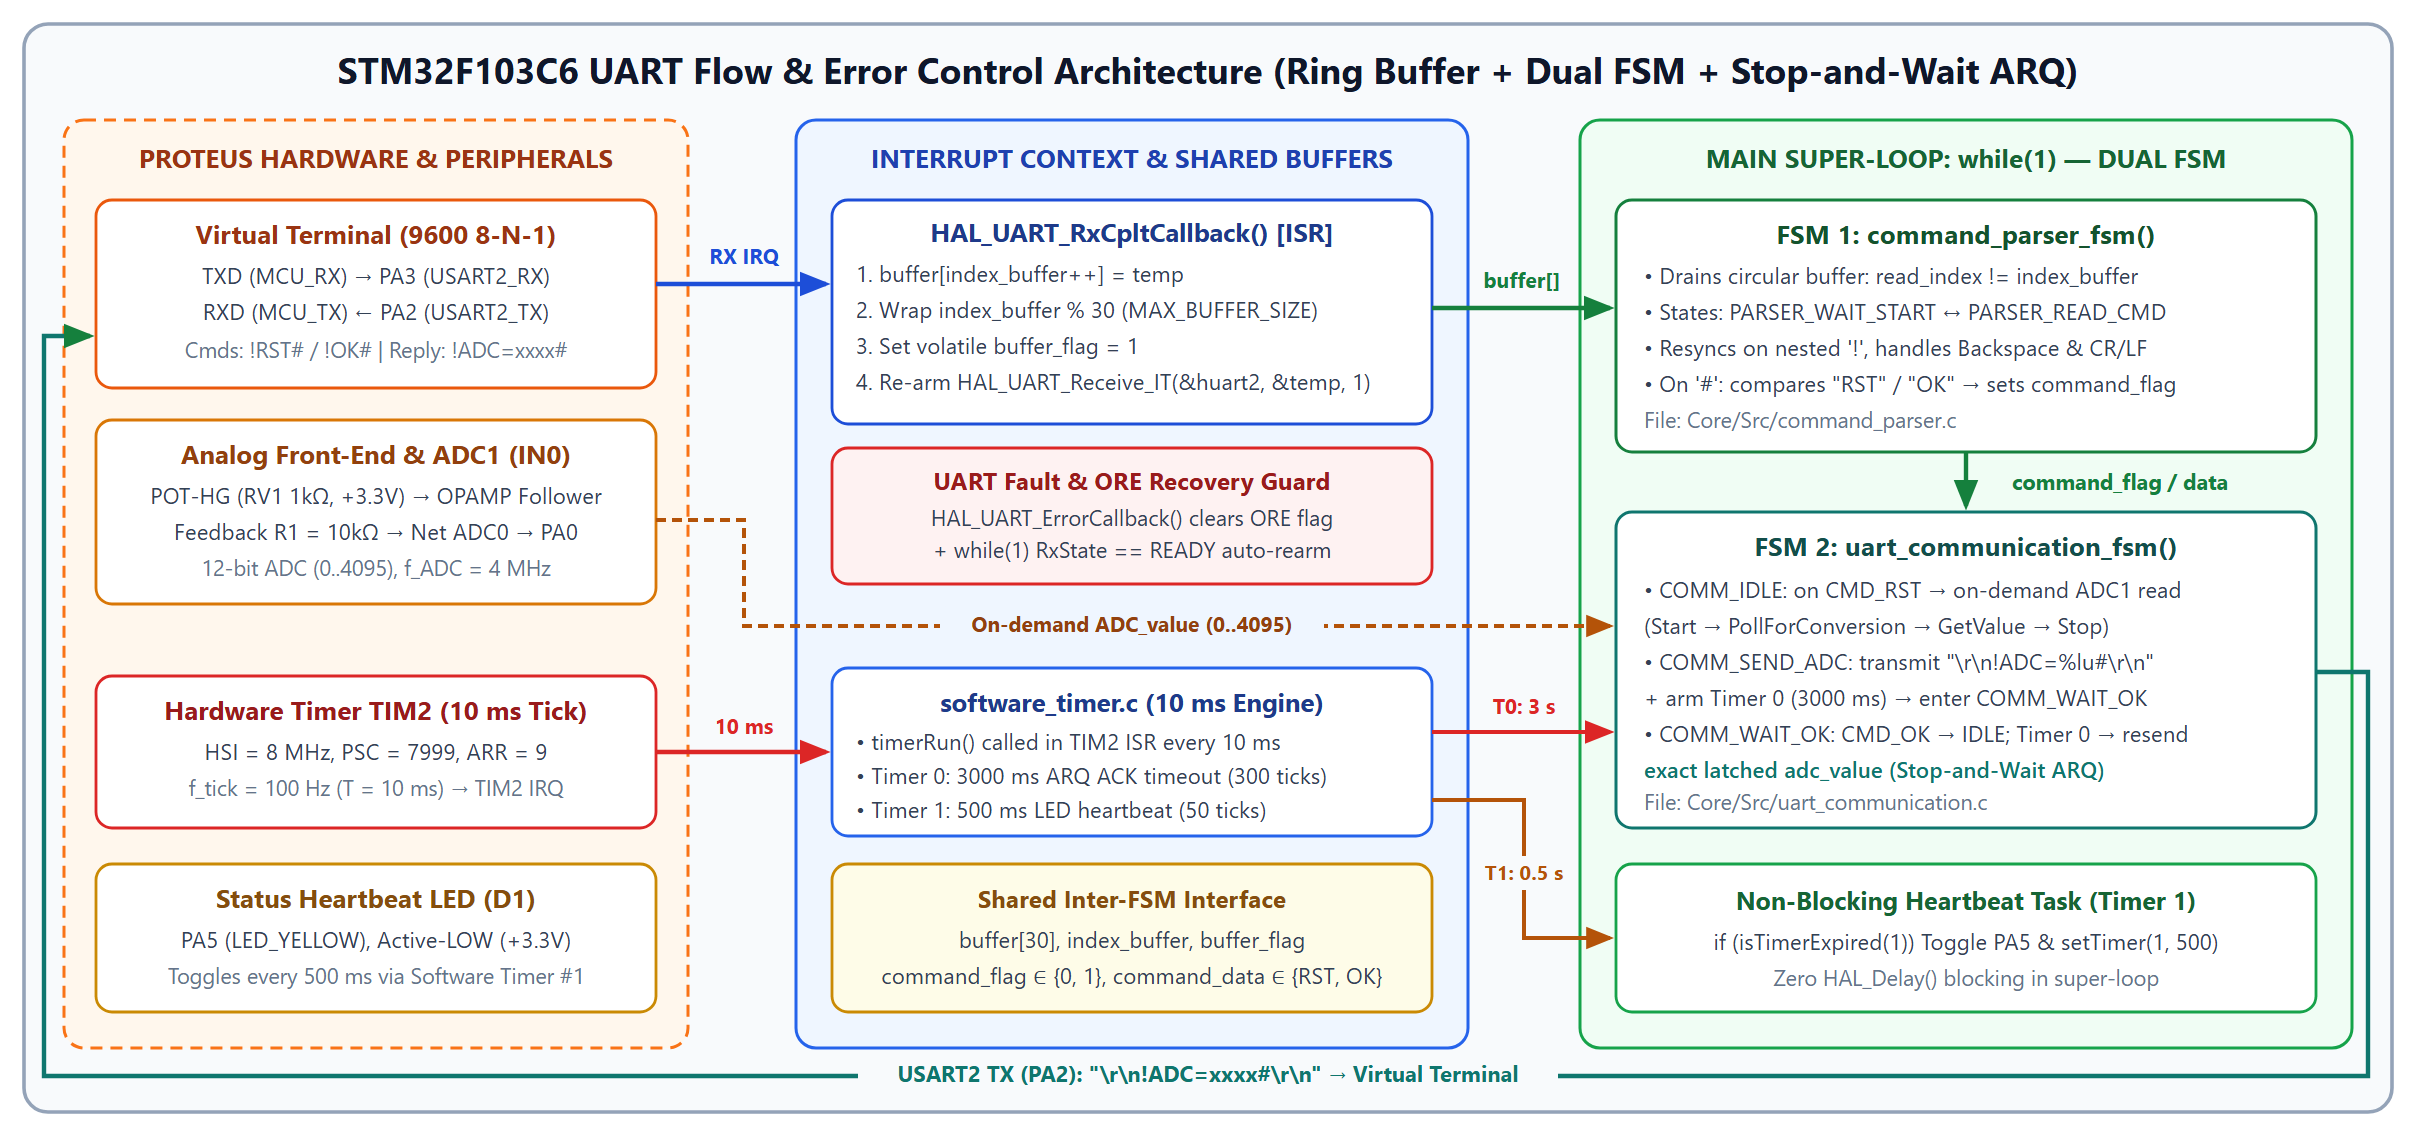 STM32F103C6 UART Flow & Error Control Architecture (Ring Buffer + Dual FSM + Stop-and-Wait ARQ)
PROTEUS HARDWARE & PERIPHERALS
Virtual Terminal (9600 8-N-1)
TXD (MCU_RX) → PA3 (USART2_RX)
RXD (MCU_TX) ← PA2 (USART2_TX)
Cmds: !RST# / !OK# | Reply: !ADC=xxxx#
Analog Front-End & ADC1 (IN0)
POT-HG (RV1 1kΩ, +3.3V) → OPAMP Follower
Feedback R1 = 10kΩ → Net ADC0 → PA0
12-bit ADC (0..4095), f_ADC = 4 MHz
Hardware Timer TIM2 (10 ms Tick)
HSI = 8 MHz, PSC = 7999, ARR = 9
f_tick = 100 Hz (T = 10 ms) → TIM2 IRQ
Status Heartbeat LED (D1)
PA5 (LED_YELLOW), Active-LOW (+3.3V)
Toggles every 500 ms via Software Timer #1
RX IRQ
10 ms
INTERRUPT CONTEXT & SHARED BUFFERS
HAL_UART_RxCpltCallback() [ISR]
1. buffer[index_buffer++] = temp
2. Wrap index_buffer % 30 (MAX_BUFFER_SIZE)
3. Set volatile buffer_flag = 1
4. Re-arm HAL_UART_Receive_IT(&huart2, &temp, 1)
UART Fault & ORE Recovery Guard
HAL_UART_ErrorCallback() clears ORE flag
+ while(1) RxState == READY auto-rearm
On-demand ADC_value (0..4095)
software_timer.c (10 ms Engine)
• timerRun() called in TIM2 ISR every 10 ms
• Timer 0: 3000 ms ARQ ACK timeout (300 ticks)
• Timer 1: 500 ms LED heartbeat (50 ticks)
Shared Inter-FSM Interface
buffer[30], index_buffer, buffer_flag
command_flag ∈ {0, 1}, command_data ∈ {RST, OK}
buffer[]
T0: 3 s
T1: 0.5 s
MAIN SUPER-LOOP: while(1) — DUAL FSM
FSM 1: command_parser_fsm()
• Drains circular buffer: read_index != index_buffer
• States: PARSER_WAIT_START ↔ PARSER_READ_CMD
• Resyncs on nested '!', handles Backspace & CR/LF
• On '#': compares "RST" / "OK" → sets command_flag
File: Core/Src/command_parser.c
command_flag / data
FSM 2: uart_communication_fsm()
• COMM_IDLE: on CMD_RST → on-demand ADC1 read
(Start → PollForConversion → GetValue → Stop)
• COMM_SEND_ADC: transmit "\r\n!ADC=%lu#\r\n"
+ arm Timer 0 (3000 ms) → enter COMM_WAIT_OK
• COMM_WAIT_OK: CMD_OK → IDLE; Timer 0 → resend
exact latched adc_value (Stop-and-Wait ARQ)
File: Core/Src/uart_communication.c
Non-Blocking Heartbeat Task (Timer 1)
if (isTimerExpired(1)) Toggle PA5 & setTimer(1, 500)
Zero HAL_Delay() blocking in super-loop
USART2 TX (PA2): "\r\n!ADC=xxxx#\r\n" → Virtual Terminal